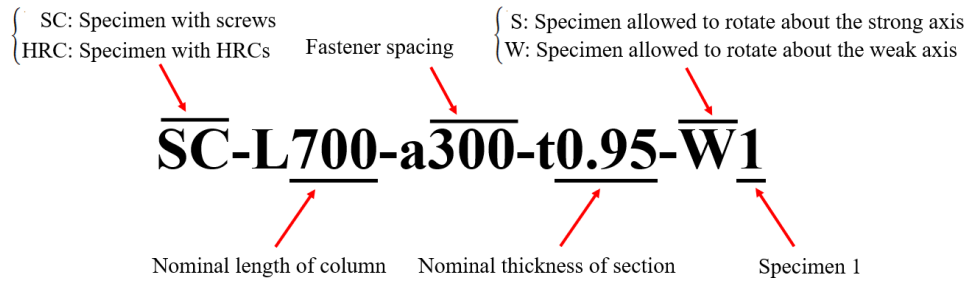 SC: Specimen with screws
HRC: Specimen with HRCs
Fastener spacing
S: Specimen allowed to rotate about the strong axis
W: Specimen allowed to rotate about the weak axis
SC-L700-a300-t0.95-W1
Nominal length of column
Nominal thickness of section
Specimen 1